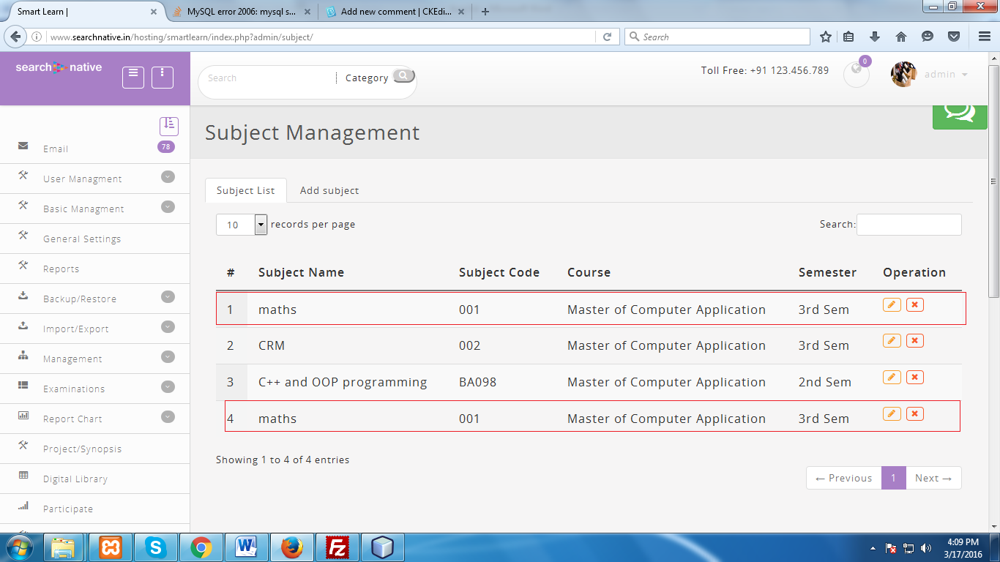 Smart Learn |
MySQL error 2006: mysql s...
Add new comment | CKEdi...
www.searchnative.in/hosting/smartlearn/index.php?admin/subject/
Search
search native
Search
Category
Toll Free: +91 123.456.789
0
admin
Subject Management
Email
78
User Managment
Basic Managment
General Settings
Reports
Backup/Restore
Import/Export
Management
Examinations
Report Chart
Project/Synopsis
Digital Library
Participate
Subject List
Add subject
10 records per page
Search:
# Subject Name Subject Code Course Semester Operation
1 maths 001 Master of Computer Application 3rd Sem
2 CRM 002 Master of Computer Application 3rd Sem
3 C++ and OOP programming BA098 Master of Computer Application 2nd Sem
4 maths 001 Master of Computer Application 3rd Sem
Showing 1 to 4 of 4 entries
← Previous 1 Next →
4:09 PM
3/17/2016